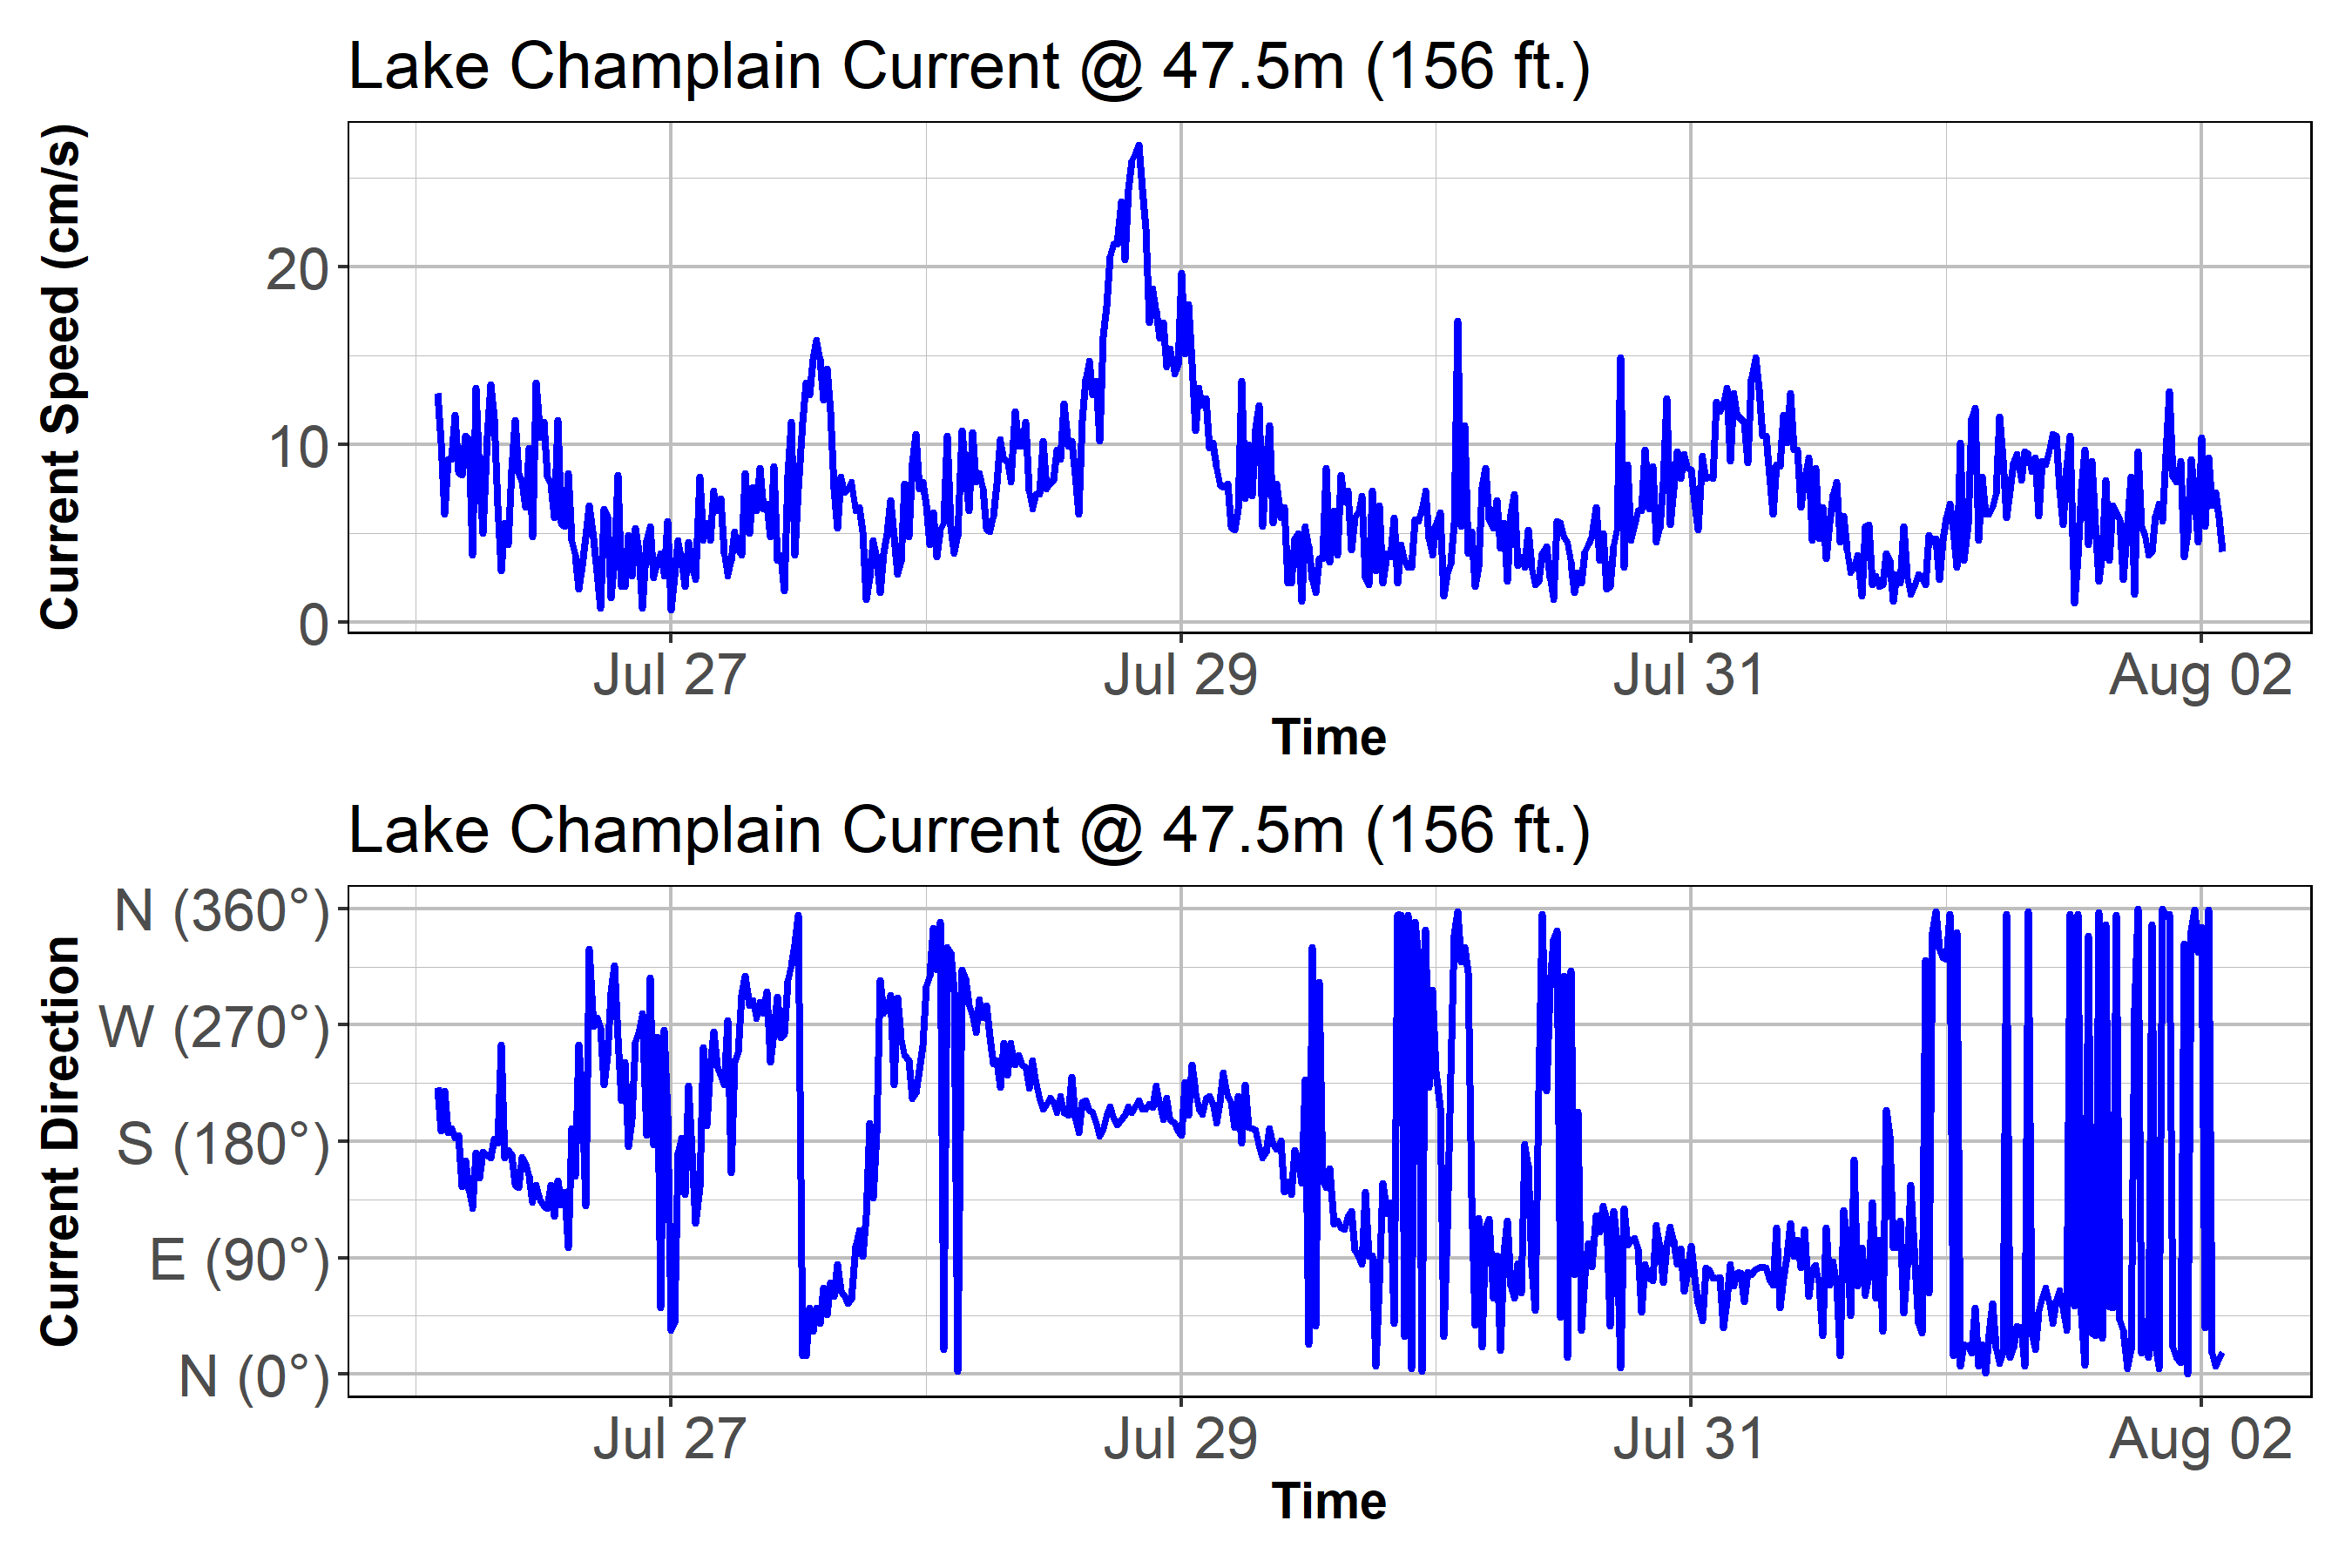 Lake Champlain Current @ 47.5m (156 ft.)
Current Speed (cm/s)
20
10
0
Jul 27 Jul 29 Jul 31 Aug 02
Time
Lake Champlain Current @ 47.5m (156 ft.)
Current Direction
N (360°)
W (270°)
S (180°)
E (90°)
N (0°)
Jul 27 Jul 29 Jul 31 Aug 02
Time